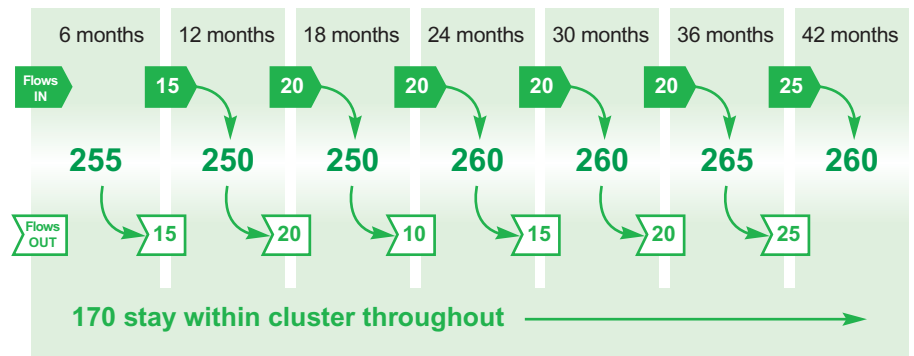 6 months 12 months 18 months 24 months 30 months 36 months 42 months
Flows
IN
15 20 20 20 20 25
255 250 250 260 260 265 260
Flows
OUT
15 20 10 15 20 25
170 stay within cluster throughout